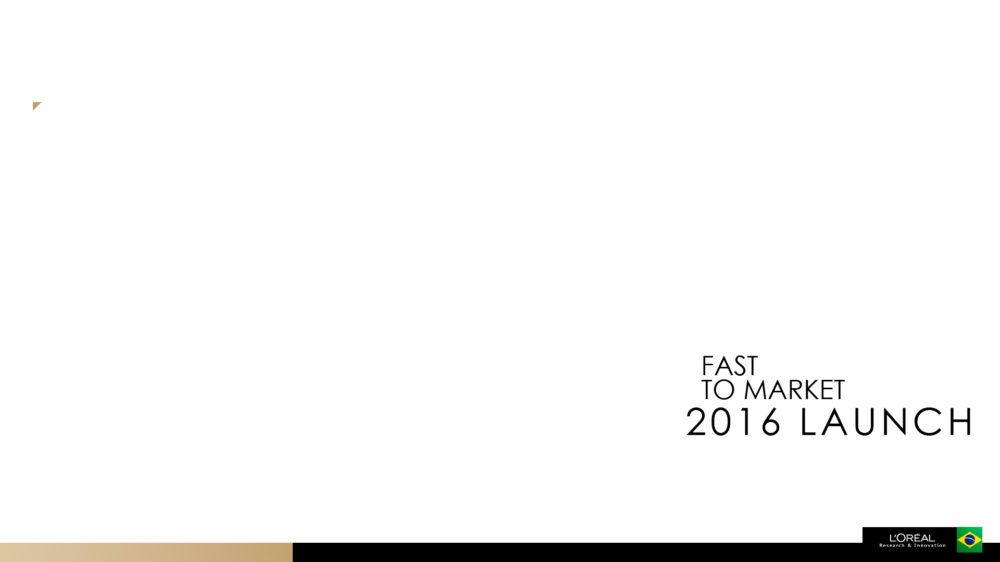 FAST
TO MARKET
2016 LAUNCH
L'ORÉAL
Research & Innovation